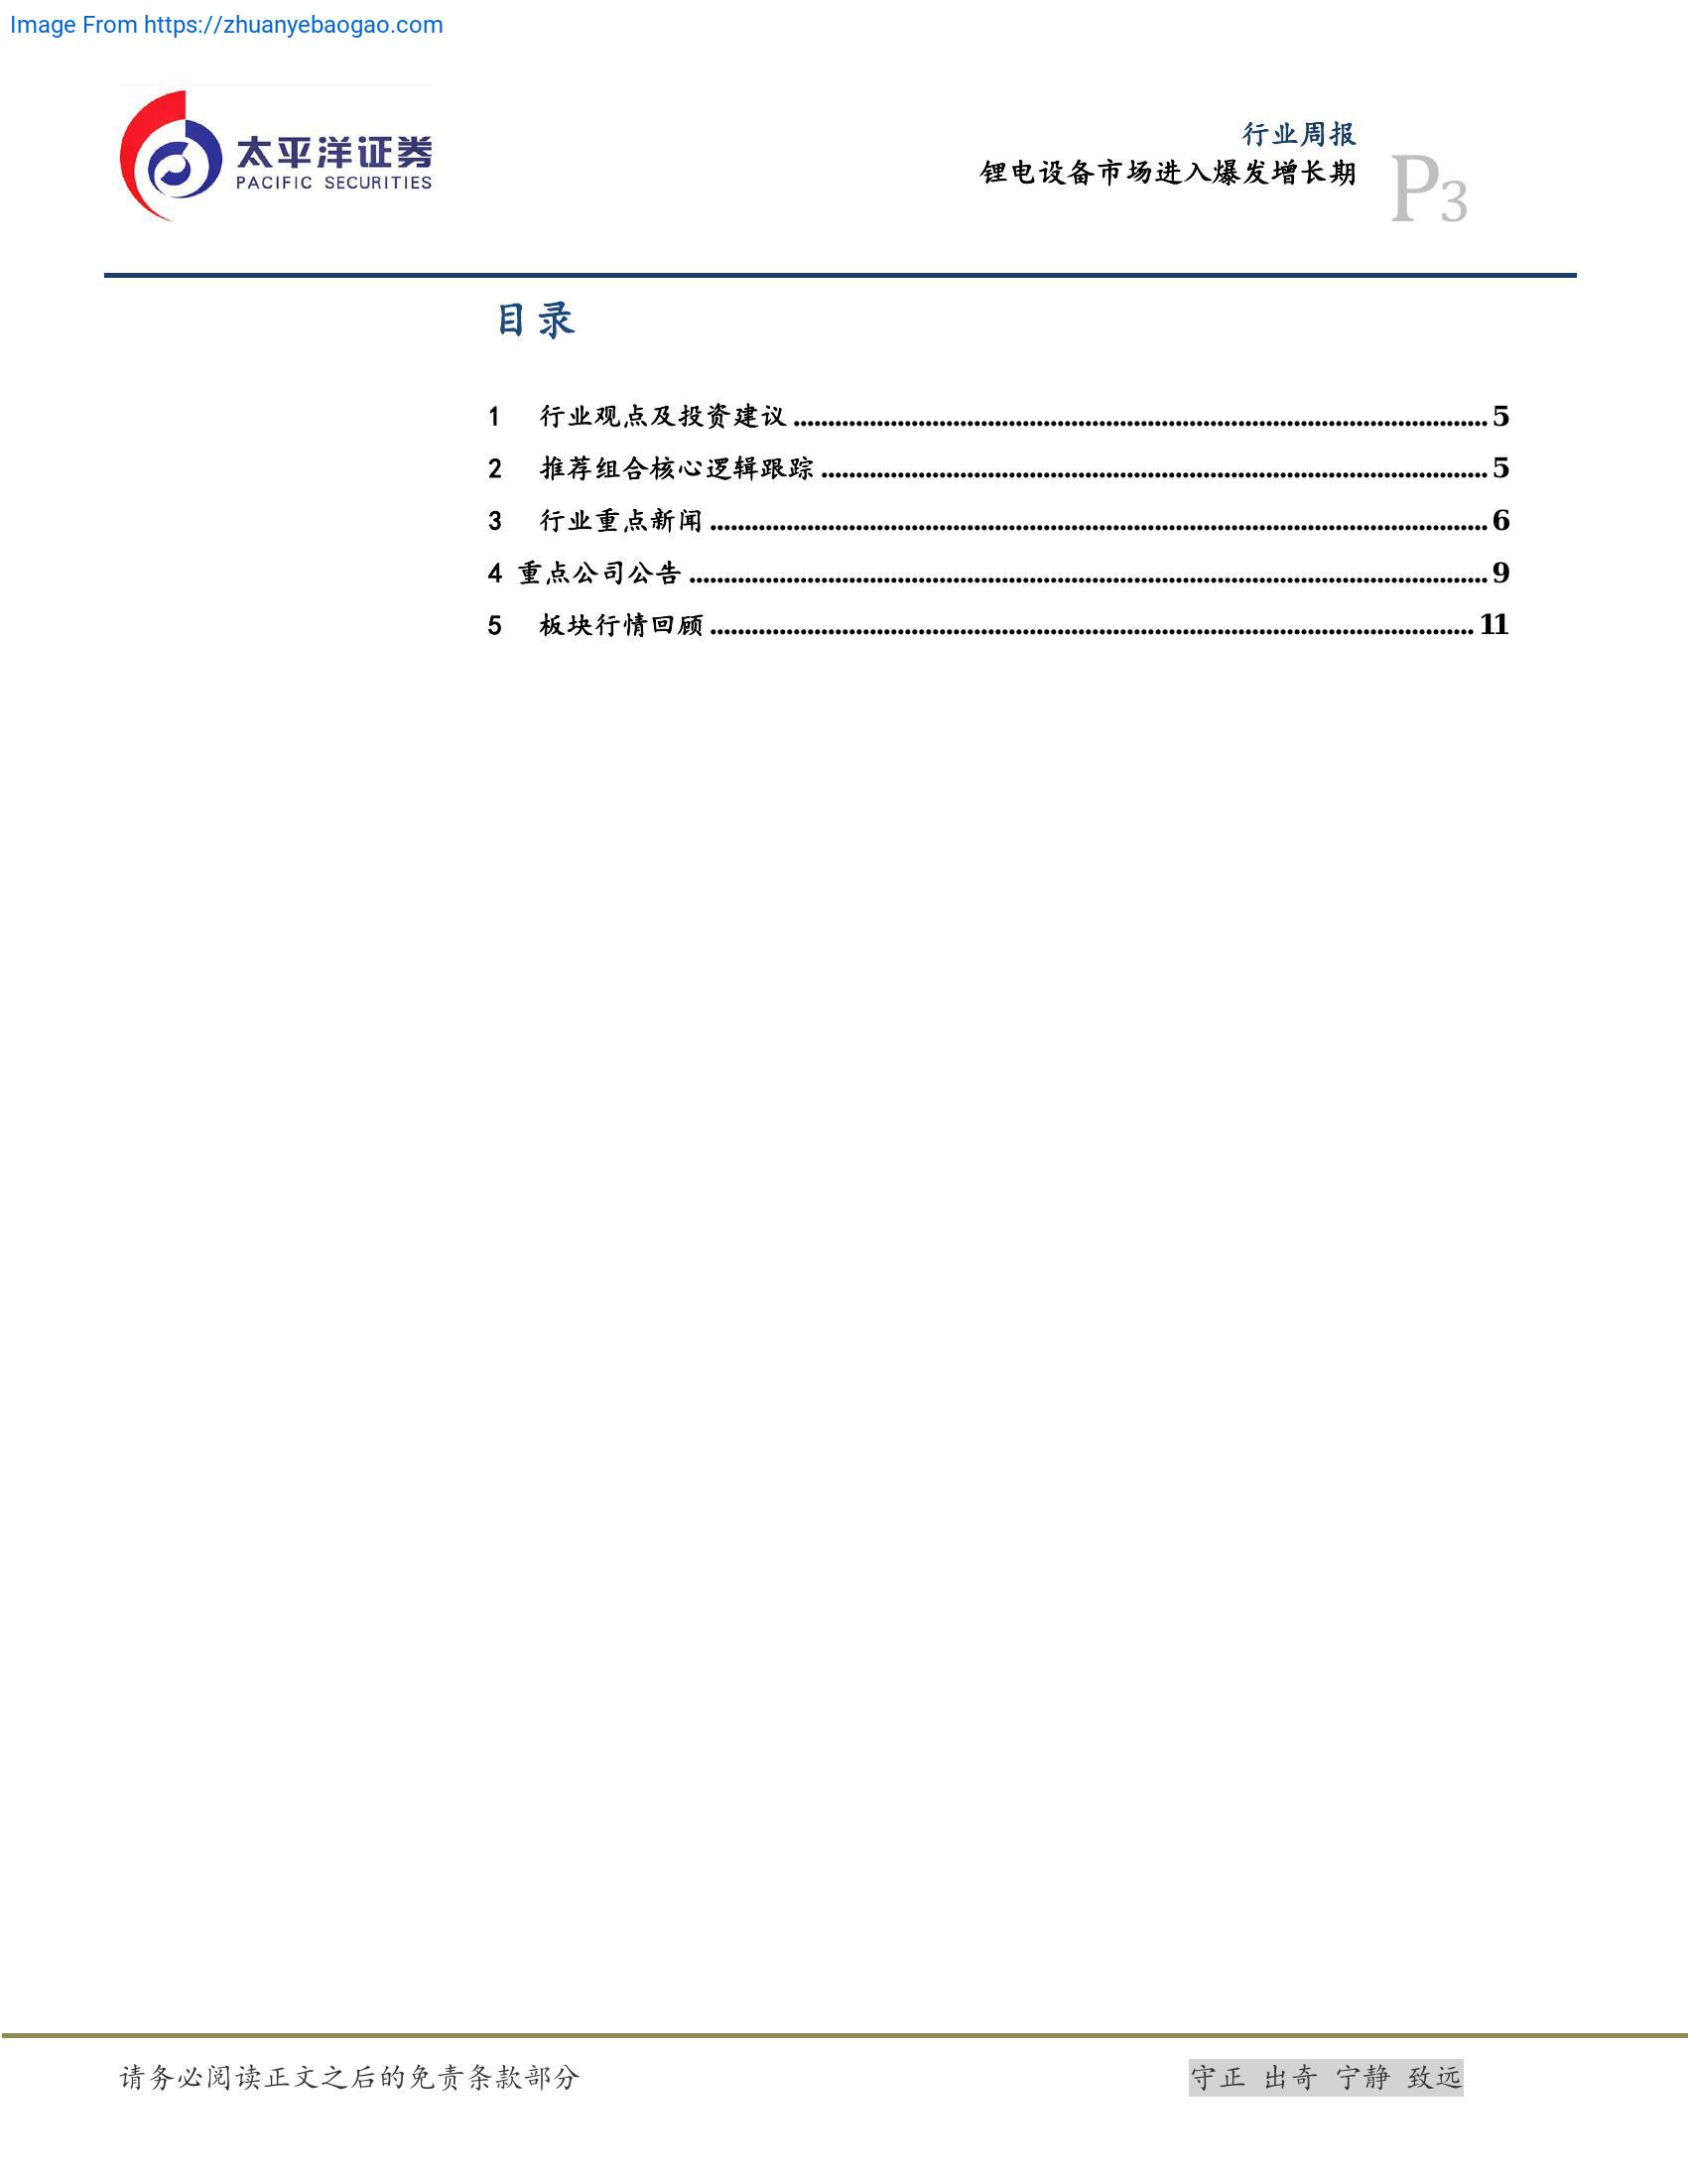 Image From https://zhuanyebaogao.com
太平洋证券
PACIFIC SECURITIES
行业周报
锂电设备市场进入爆发增长期
P3
目录
1 行业观点及投资建议 5
2 推荐组合核心逻辑跟踪 5
3 行业重点新闻 6
4 重点公司公告 9
5 板块行情回顾 11
请务必阅读正文之后的免责条款部分
守正 出奇 宁静 致远